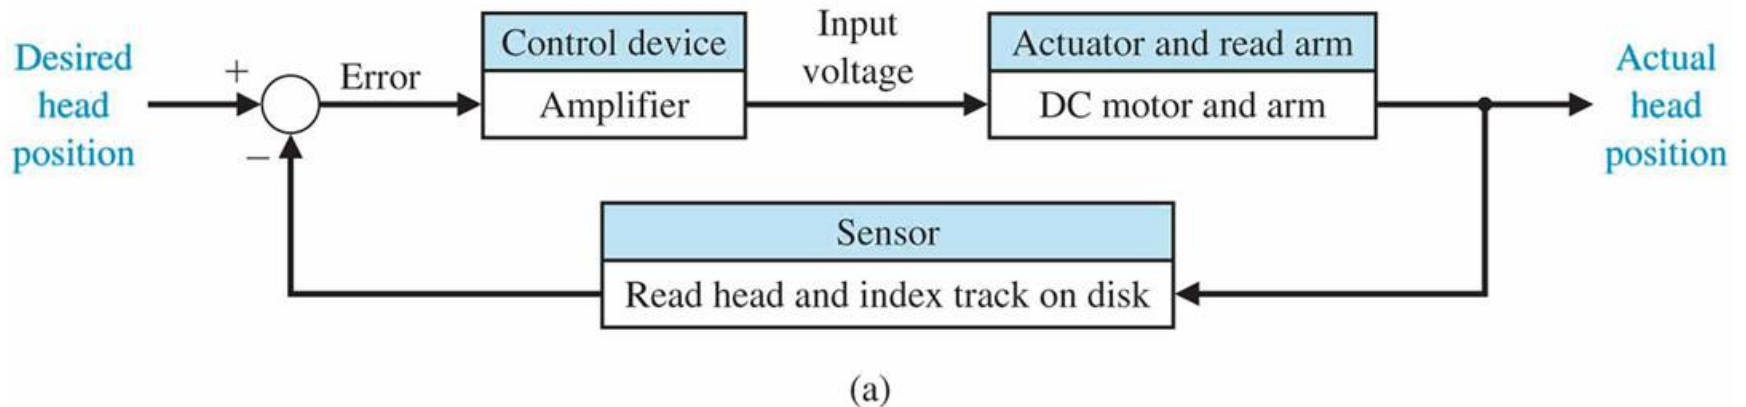 Desired
head
position
+
−
Error
Control device
Amplifier
Input
voltage
Actuator and read arm
DC motor and arm
Actual
head
position
Sensor
Read head and index track on disk
(a)